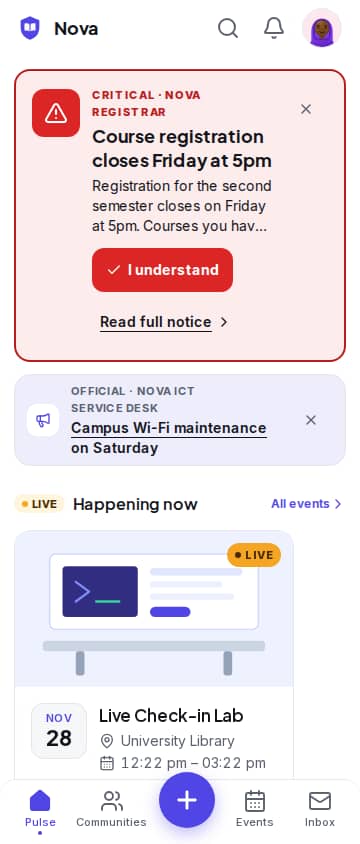 Nova
CRITICAL · NOVA
REGISTRAR
Course registration
closes Friday at 5pm
Registration for the second
semester closes on Friday
at 5pm. Courses you hav...
I understand
Read full notice
OFFICIAL · NOVA ICT
SERVICE DESK
Campus Wi-Fi maintenance
on Saturday
LIVE Happening now All events
LIVE
NOV
28
Live Check-in Lab
University Library
12:22 pm – 03:22 pm
Pulse Communities Events Inbox